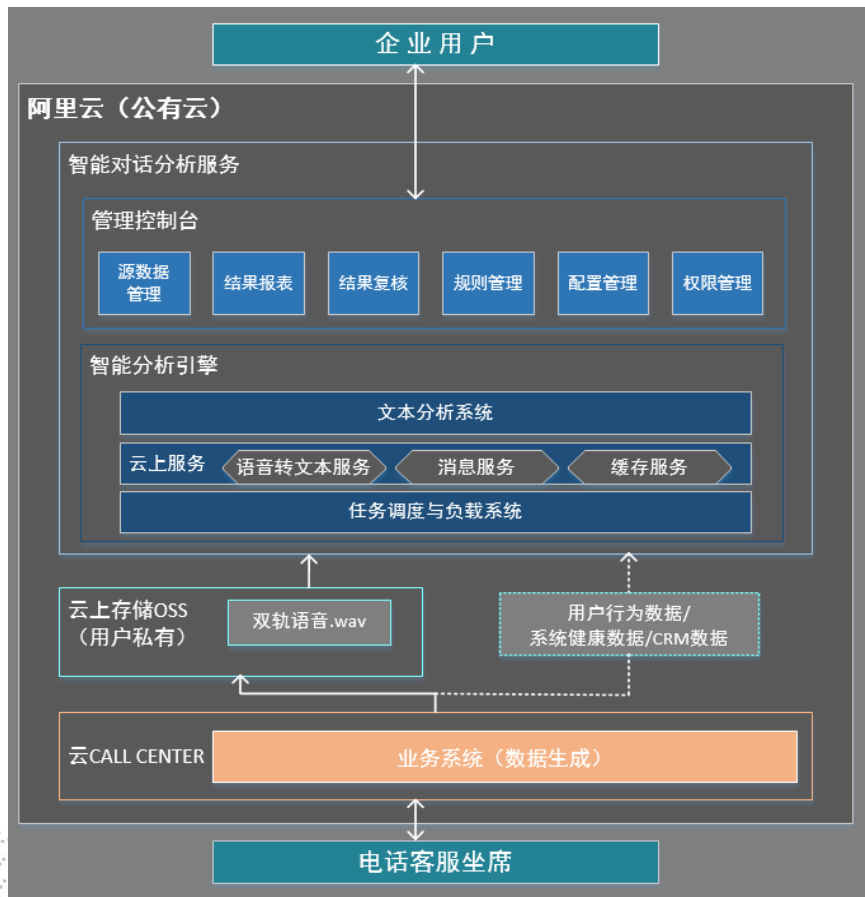 企业用户
阿里云（公有云）
智能对话分析服务
管理控制台
源数据
管理
结果报表
结果复核
规则管理
配置管理
权限管理
智能分析引擎
文本分析系统
云上服务
语音转文本服务
消息服务
缓存服务
任务调度与负载系统
云上存储OSS
（用户私有）
双轨语音.wav
用户行为数据/
系统健康数据/CRM数据
云CALL CENTER
业务系统（数据生成）
电话客服坐席